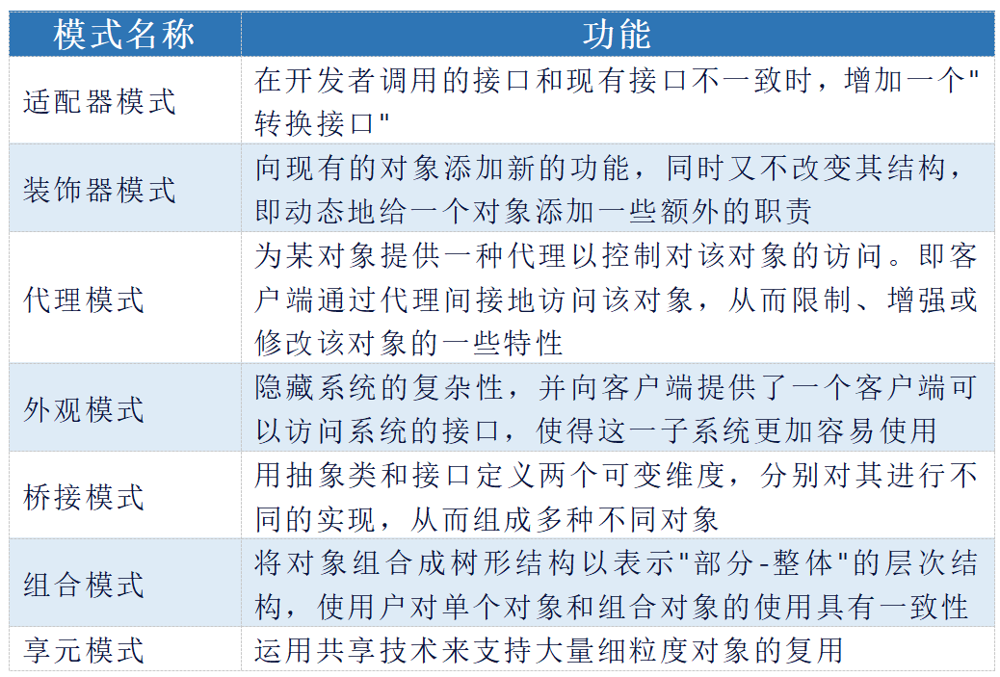 模式名称
功能
适配器模式
在开发者调用的接口和现有接口不一致时，增加一个"
转换接口"
装饰器模式
向现有的对象添加新的功能，同时又不改变其结构，
即动态地给一个对象添加一些额外的职责
代理模式
为某对象提供一种代理以控制对该对象的访问。即客
户端通过代理间接地访问该对象，从而限制、增强或
修改该对象的一些特性
外观模式
隐藏系统的复杂性，并向客户端提供了一个客户端可
以访问系统的接口，使得这一子系统更加容易使用
桥接模式
用抽象类和接口定义两个可变维度，分别对其进行不
同的实现，从而组成多种不同对象
组合模式
将对象组合成树形结构以表示"部分-整体"的层次结
构，使用户对单个对象和组合对象的使用具有一致性
享元模式
运用共享技术来支持大量细粒度对象的复用